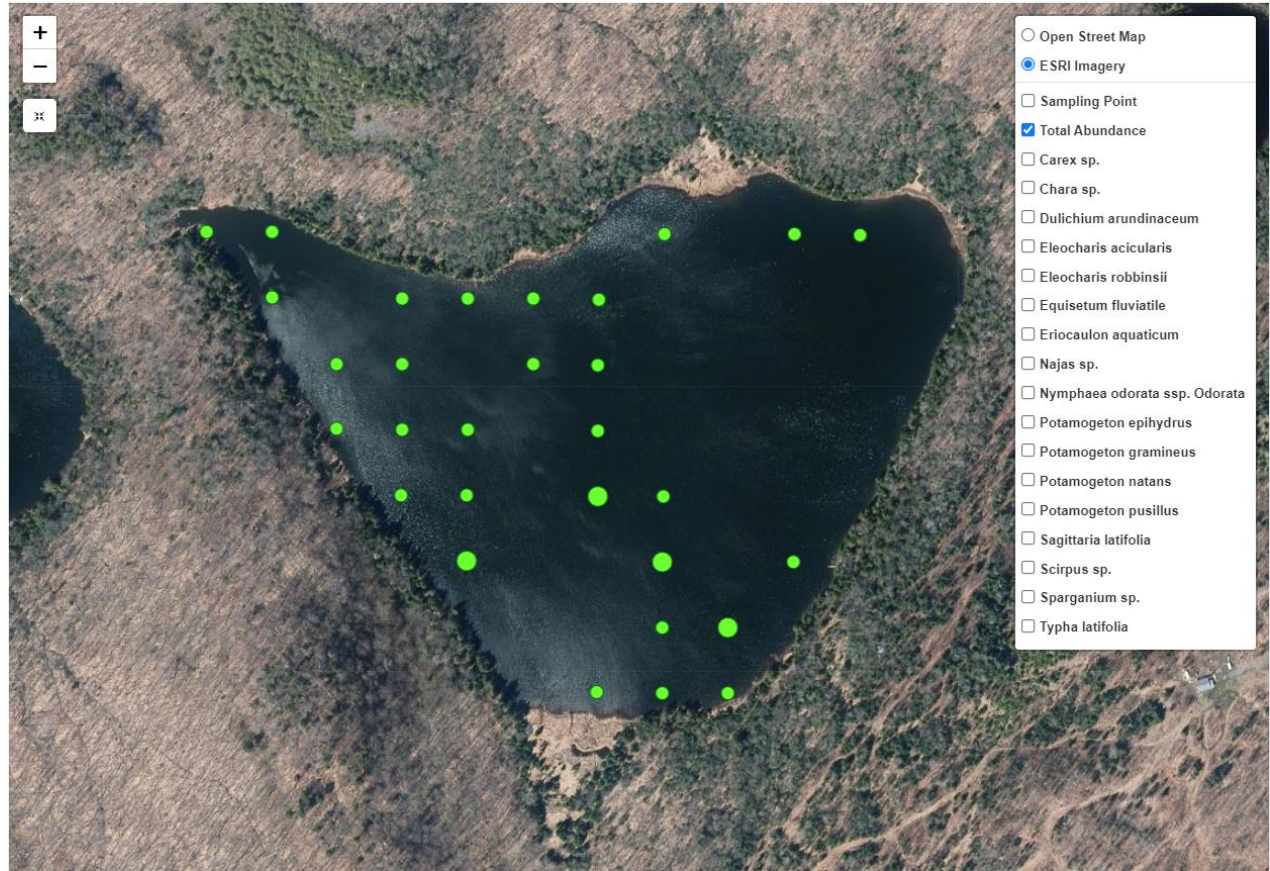 +
−
Open Street Map
ESRI Imagery
Sampling Point
Total Abundance
Carex sp.
Chara sp.
Dulichium arundinaceum
Eleocharis acicularis
Eleocharis robbinsii
Equisetum fluviatile
Eriocaulon aquaticum
Najas sp.
Nymphaea odorata ssp. Odorata
Potamogeton epihydrus
Potamogeton gramineus
Potamogeton natans
Potamogeton pusillus
Sagittaria latifolia
Scirpus sp.
Sparganium sp.
Typha latifolia